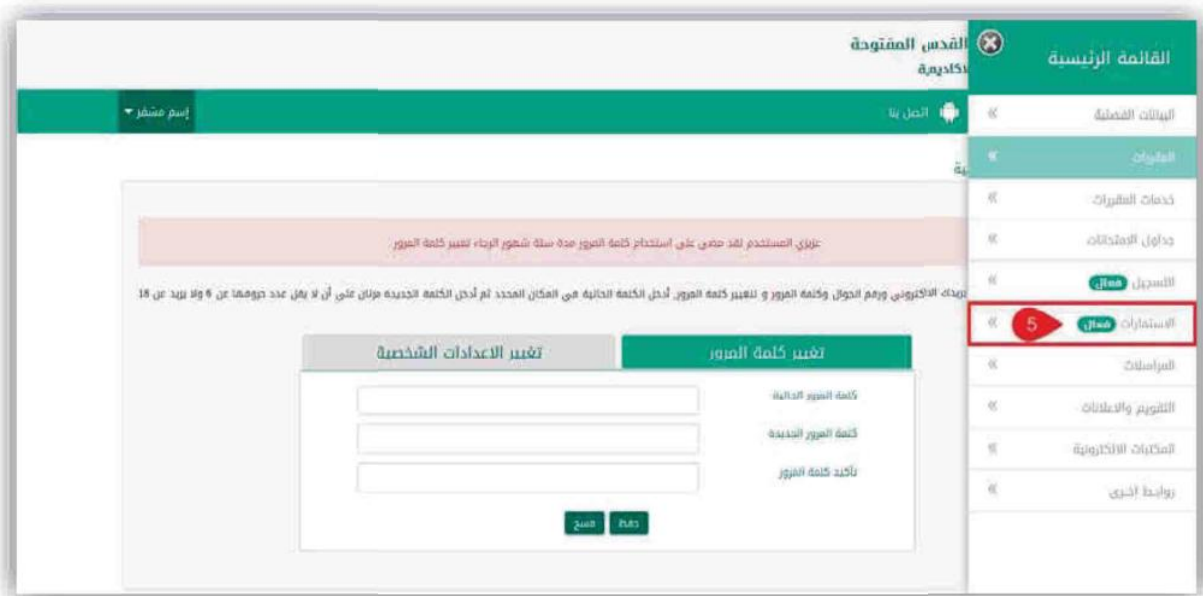 القائمة الرئيسية
البيانات الفصلية
المقررات
خدمات المقررات
جداول الامتحانات
التسجيل فعال
الاستمارات فعال 5
المراسلات
التقويم والاعلانات
المكتبات الالكترونية
روابط اخرى
القدس المفتوحة
لاكاديمية
اتصل بنا
إسم مشفر
ية
عزيزي المستخدم لقد مضى على استخدام كلمة المرور مدة ستة شهور الرجاء تغيير كلمة المرور
بريدك الالكتروني ورقم الجوال وكلمة المرور و لتغيير كلمة المرور, أدخل الكلمة الحالية في المكان المحدد ثم أدخل الكلمة الجديدة مرتان على أن لا يقل عدد حروفها عن 6 ولا يزيد عن 18
تغيير كلمة المرور
تغيير الاعدادات الشخصية
كلمة المرور الحالية
كلمة المرور الجديدة
تأكيد كلمة المرور
حفظ مسح